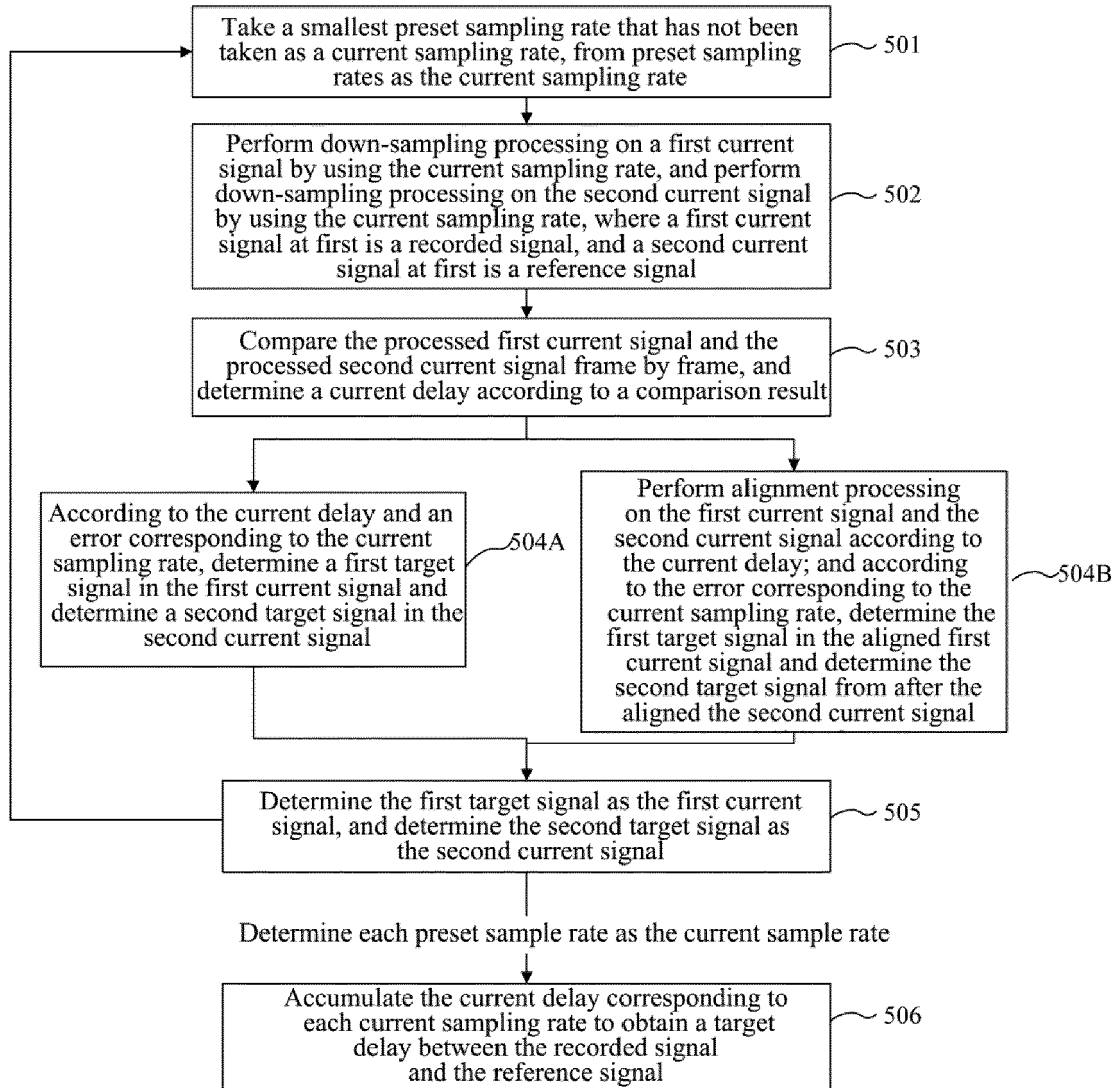 Take a smallest preset sampling rate that has not been
taken as a current sampling rate, from preset sampling
rates as the current sampling rate
501
Perform down-sampling processing on a first current
signal by using the current sampling rate, and perform
down-sampling processing on the second current signal
by using the current sampling rate, where a first current
signal at first is a recorded signal, and a second current
signal at first is a reference signal
502
Compare the processed first current signal and the
processed second current signal frame by frame, and
determine a current delay according to a comparison result
503
According to the current delay and an
error corresponding to the current
sampling rate, determine a first target
signal in the first current signal and
determine a second target signal in the
second current signal
504A
Perform alignment processing
on the first current signal and the
second current signal according to
the current delay; and according
to the error corresponding to the
current sampling rate, determine the
first target signal in the aligned first
current signal and determine the
second target signal from after the
aligned the second current signal
504B
Determine the first target signal as the first current
signal, and determine the second target signal as
the second current signal
505
Determine each preset sample rate as the current sample rate
Accumulate the current delay corresponding to
each current sampling rate to obtain a target
delay between the recorded signal
and the reference signal
506